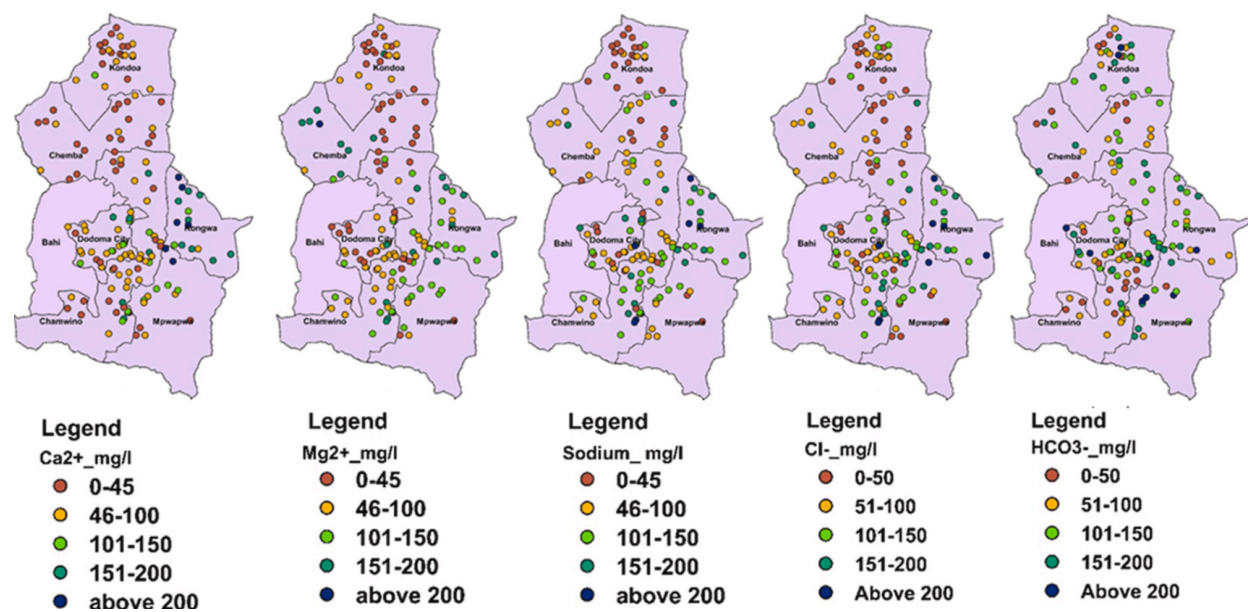 Kondoa
Chemba
Bahi
Dodoma City
Kongwa
Chamwino
Mpwapwa
Kondoa
Chemba
Bahi
Dodoma City
Kongwa
Chamwino
Mpwapwa
Kondoa
Chemba
Bahi
Dodoma City
Kongwa
Chamwino
Mpwapwa
Kondoa
Chemba
Bahi
Dodoma City
Kongwa
Chamwino
Mpwapwa
Kondoa
Chemba
Bahi
Dodoma City
Kongwa
Chamwino
Mpwapwa
Legend
Ca2+_mg/l
0-45
46-100
101-150
151-200
above 200
Legend
Mg2+_mg/l
0-45
46-100
101-150
151-200
above 200
Legend
Sodium_ mg/l
0-45
46-100
101-150
151-200
above 200
Legend
Cl-_mg/l
0-50
51-100
101-150
151-200
Above 200
Legend
HCO3-_mg/l
0-50
51-100
101-150
151-200
Above 200